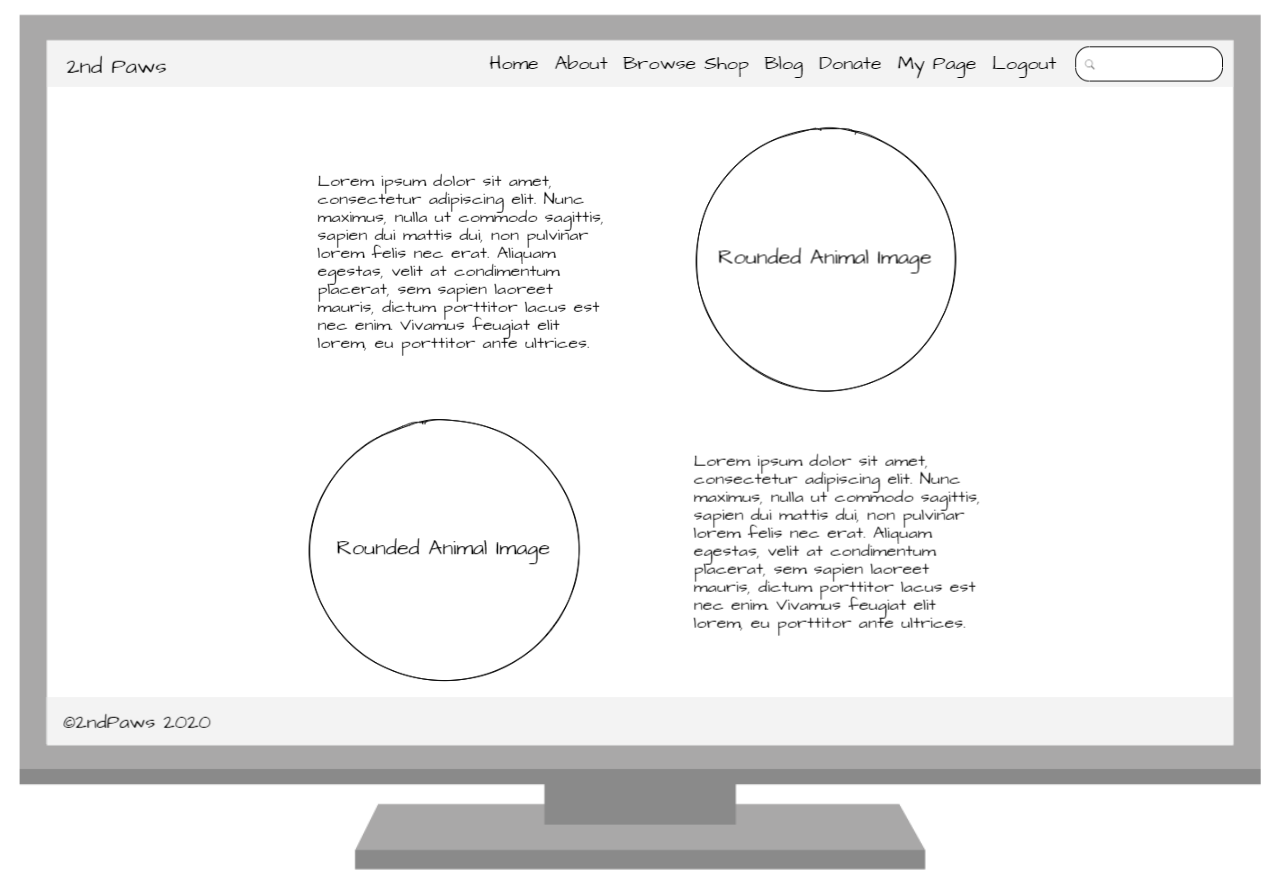 2nd Paws
Home About Browse Shop Blog Donate My Page Logout
Lorem ipsum dolor sit amet,
consectetur adipiscing elit. Nunc
maximus, nulla ut commodo sagittis,
sapien dui mattis dui, non pulvinar
lorem felis nec erat. Aliquam
egestas, velit at condimentum
placerat, sem sapien laoreet
mauris, dictum porttitor lacus est
nec enim. Vivamus feugiat elit
lorem, eu porttitor ante ultrices.
Rounded Animal Image
Rounded Animal Image
Lorem ipsum dolor sit amet,
consectetur adipiscing elit. Nunc
maximus, nulla ut commodo sagittis,
sapien dui mattis dui, non pulvinar
lorem felis nec erat. Aliquam
egestas, velit at condimentum
placerat, sem sapien laoreet
mauris, dictum porttitor lacus est
nec enim. Vivamus feugiat elit
lorem, eu porttitor ante ultrices.
©2ndPaws 2020